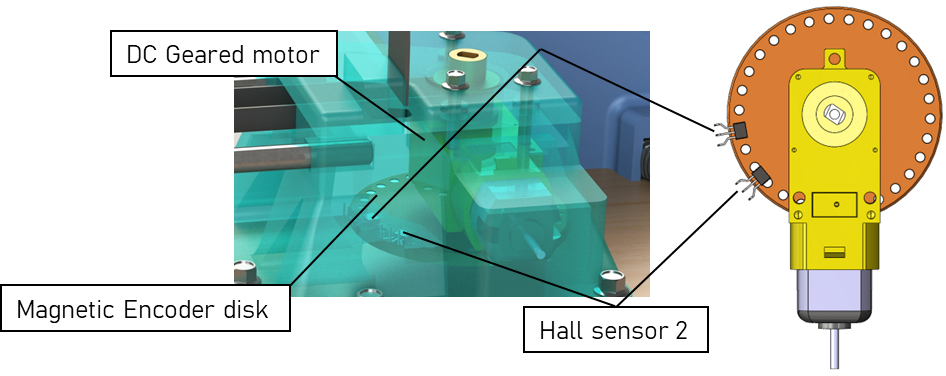 DC Geared motor
Magnetic Encoder disk
Hall sensor 2